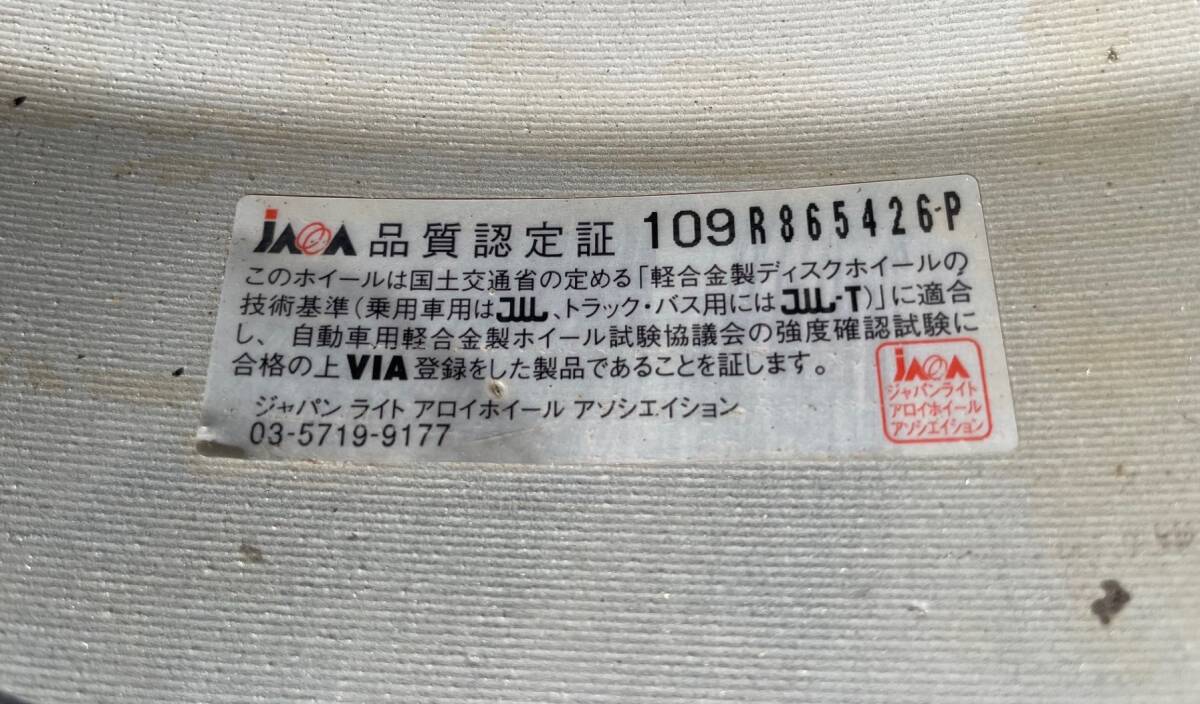 JAWA 品質認定証 109R865426-P
このホイールは国土交通省の定める「軽合金製ディスクホイールの
技術基準(乗用車用はJWL、トラック・バス用にはJWL-T)」に適合
し、自動車用軽合金製ホイール試験協議会の強度確認試験に
合格の上VIA登録をした製品であることを証します。
ジャパン ライト アロイホイール アソシエイション
03-5719-9177
JAWA
ジャパンライト
アロイホイール
アソシエイション